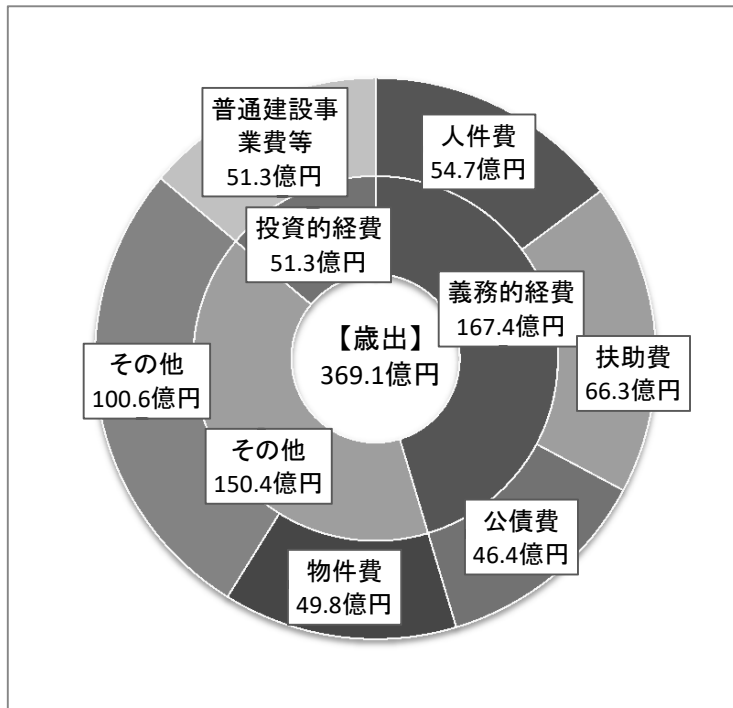 普通建設事
業費等
51.3億円
人件費
54.7億円
投資的経費
51.3億円
義務的経費
167.4億円
【歳出】
369.1億円
扶助費
66.3億円
その他
100.6億円
その他
150.4億円
公債費
46.4億円
物件費
49.8億円